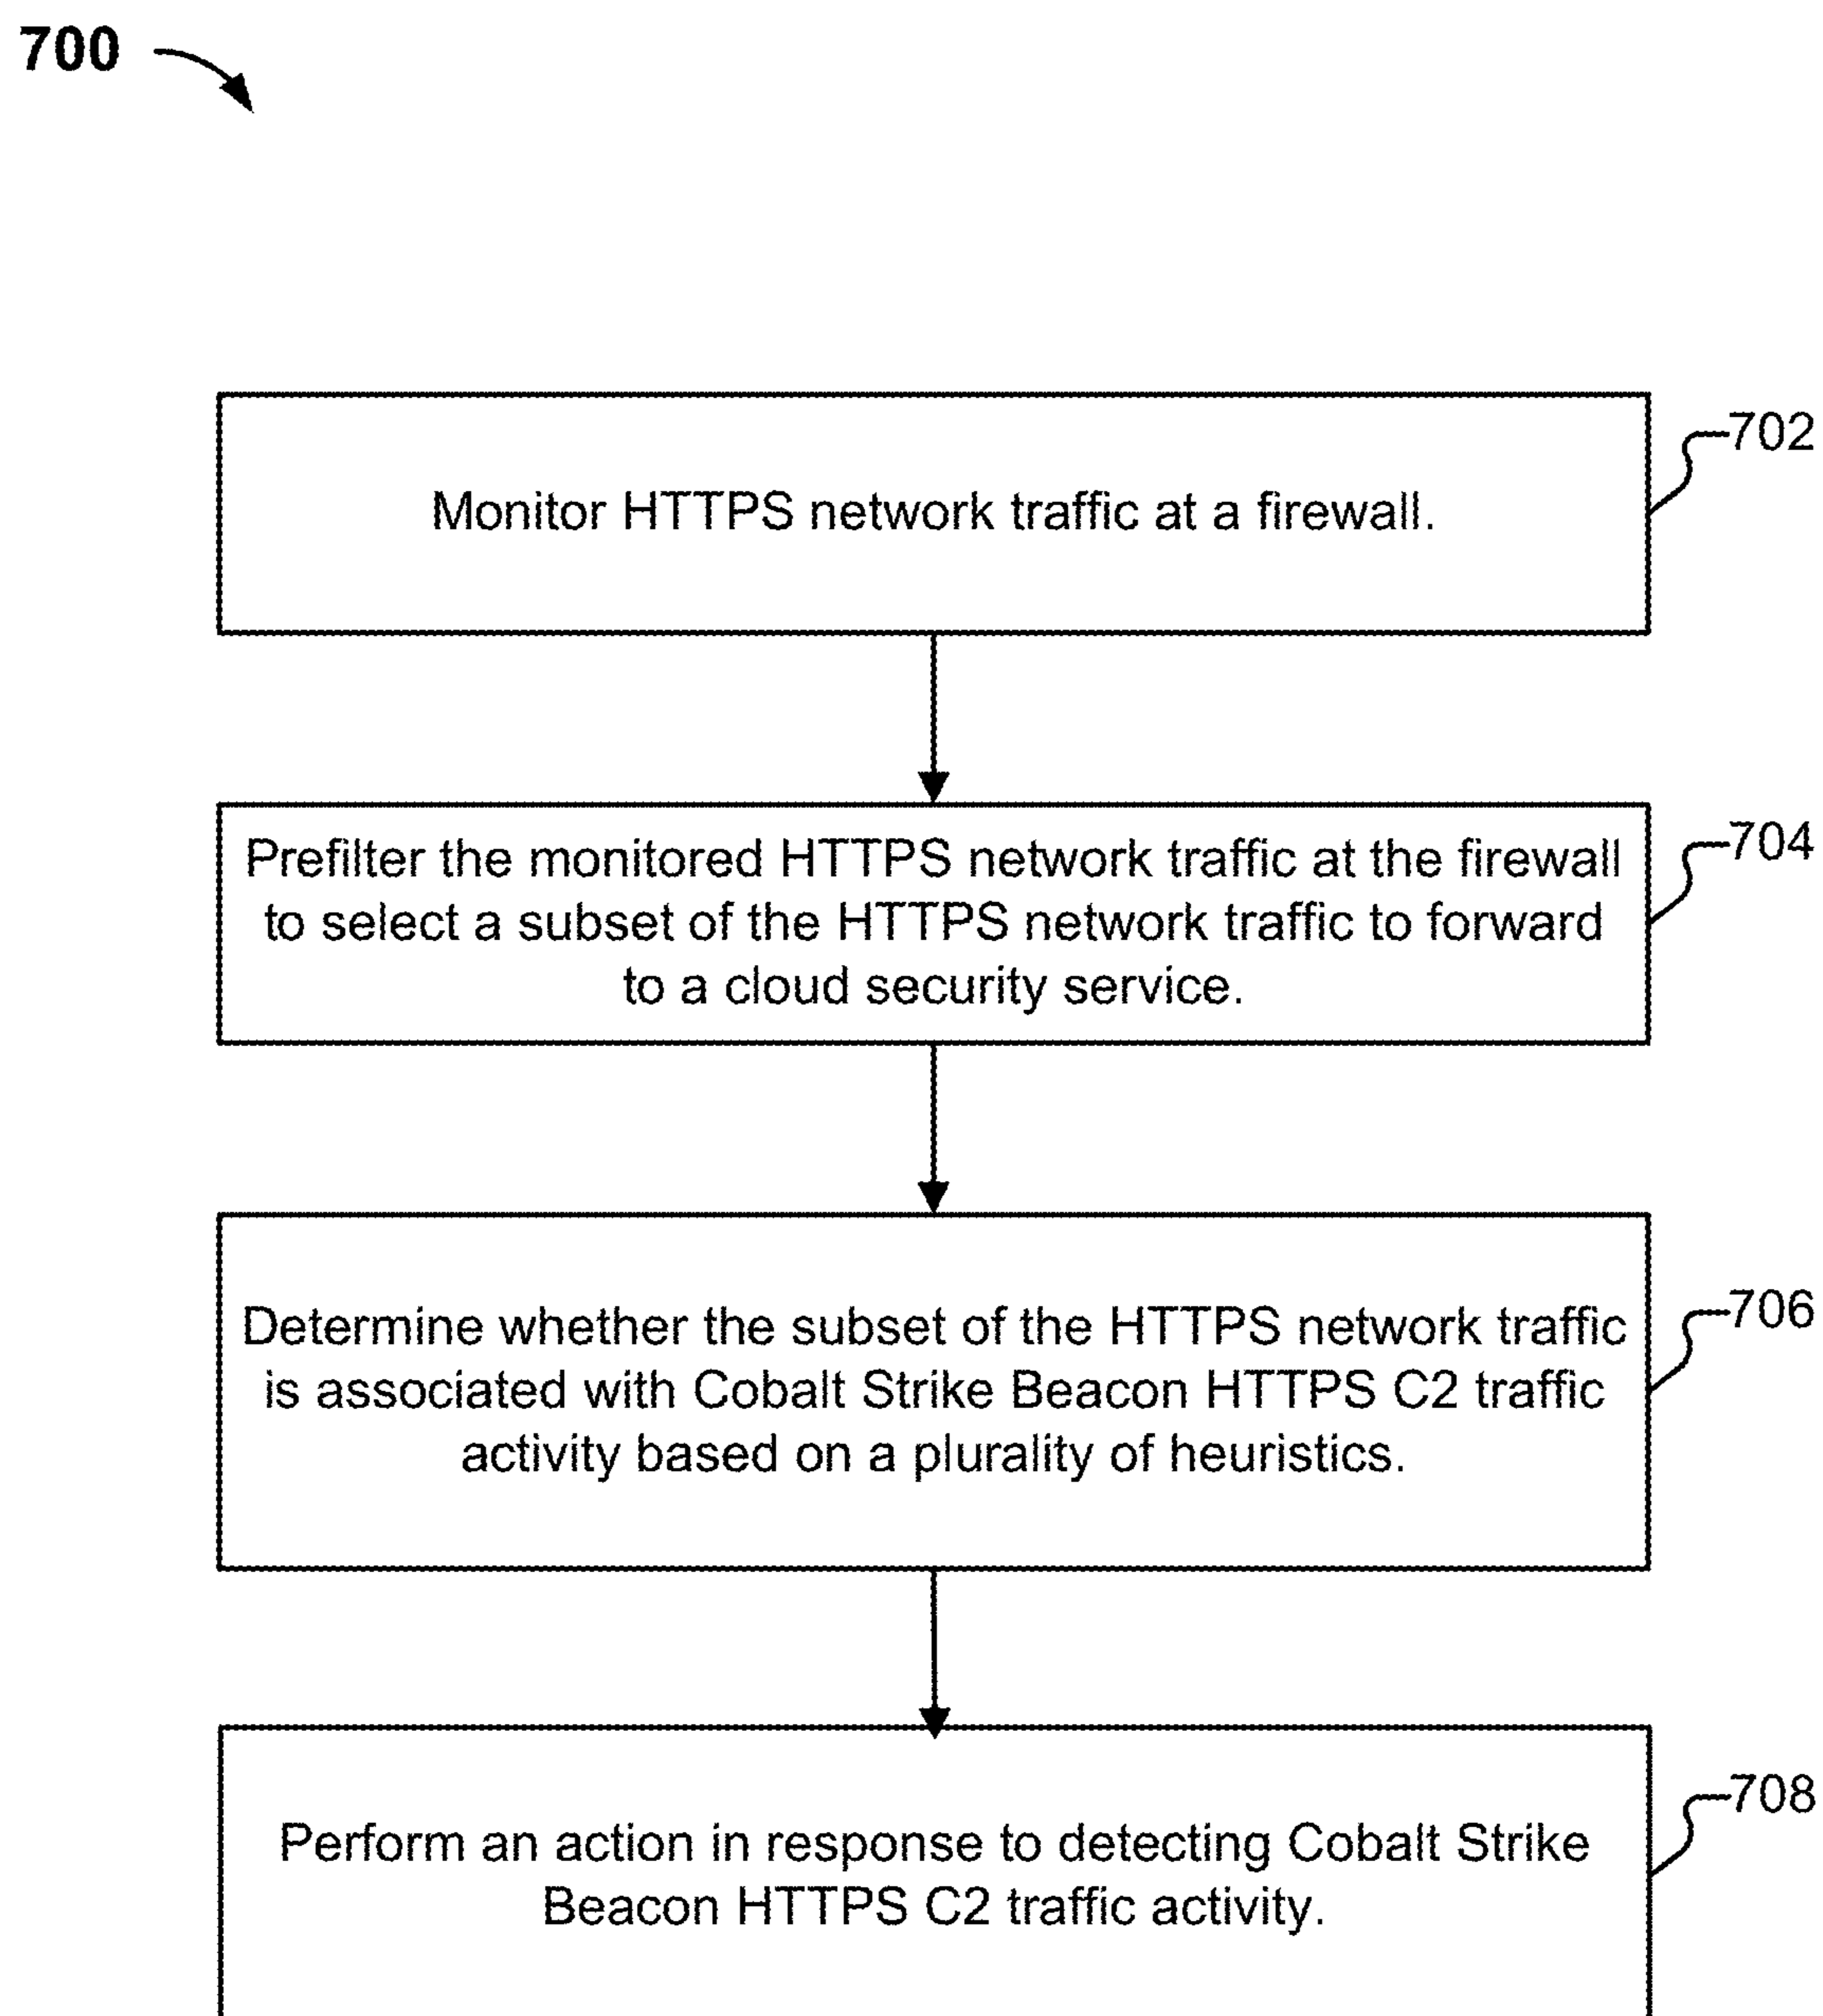 700
702
Monitor HTTPS network traffic at a firewall.
704
Prefilter the monitored HTTPS network traffic at the firewall
to select a subset of the HTTPS network traffic to forward
to a cloud security service.
706
Determine whether the subset of the HTTPS network traffic
is associated with Cobalt Strike Beacon HTTPS C2 traffic
activity based on a plurality of heuristics.
708
Perform an action in response to detecting Cobalt Strike
Beacon HTTPS C2 traffic activity.